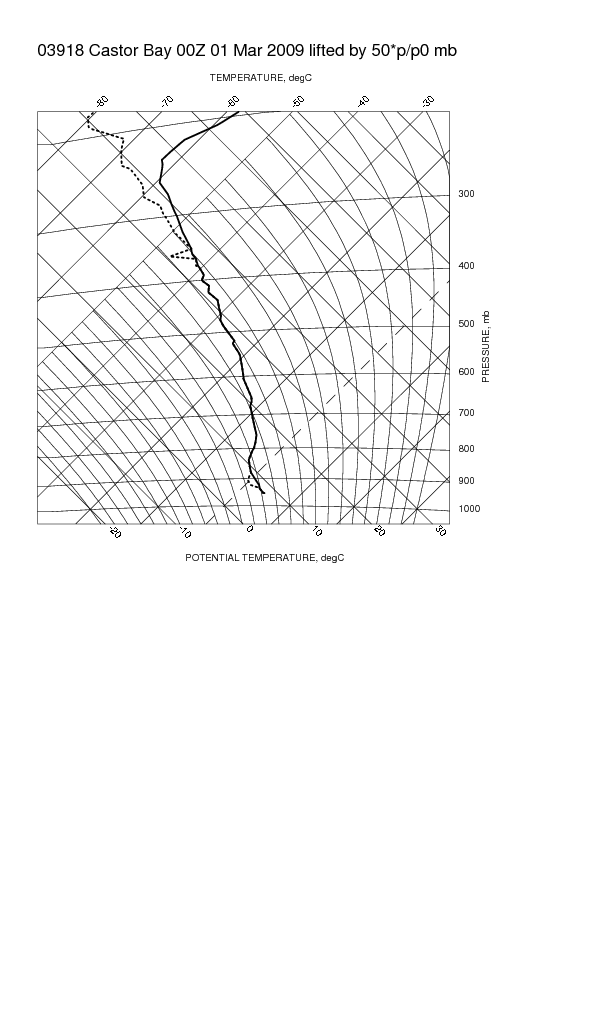 03918 Castor Bay 00Z 01 Mar 2009 lifted by 50*p/p0 mb
TEMPERATURE, degC
-80 -70 -60 -50 -40 -30
300
400
500
600
700
800
900
1000
PRESSURE, mb
-20 -10 0 10 20 30
POTENTIAL TEMPERATURE, degC